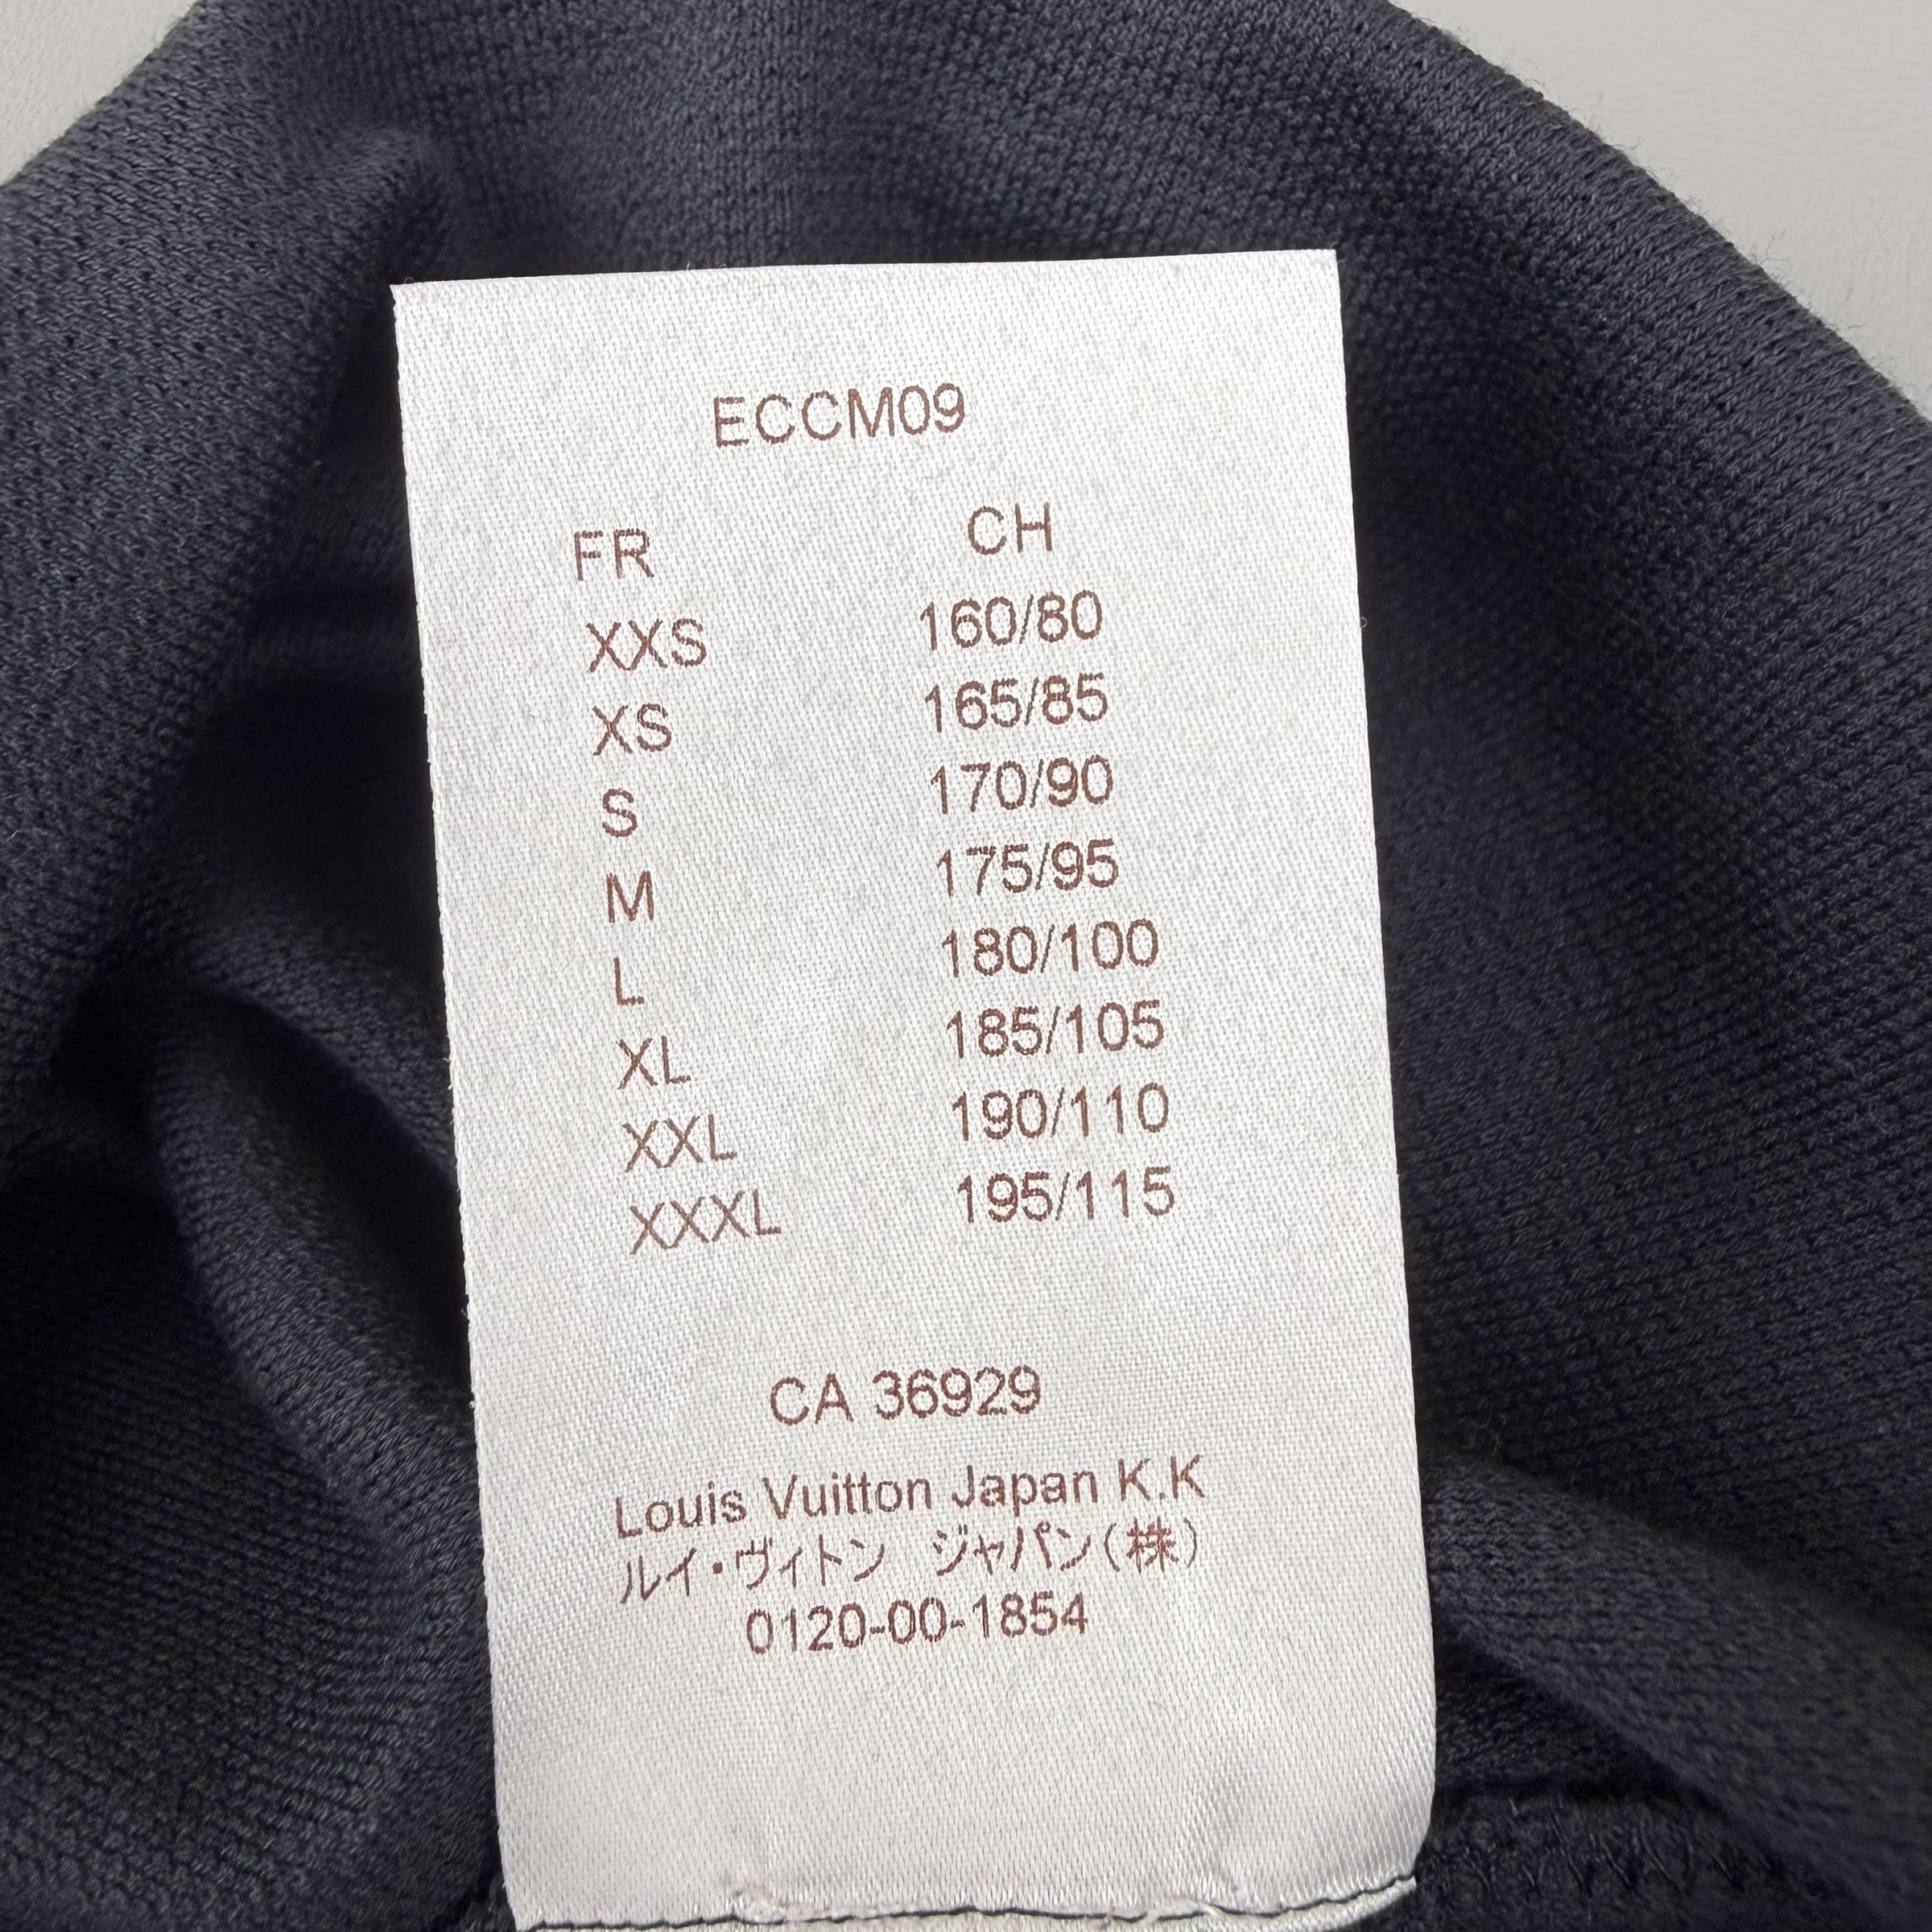 ECCM09
FR CH
XXS 160/80
XS 165/85
S 170/90
M 175/95
L 180/100
XL 185/105
XXL 190/110
XXXL 195/115
CA 36929
Louis Vuitton Japan K.K
ルイ・ヴィトン ジャパン(株)
0120-00-1854